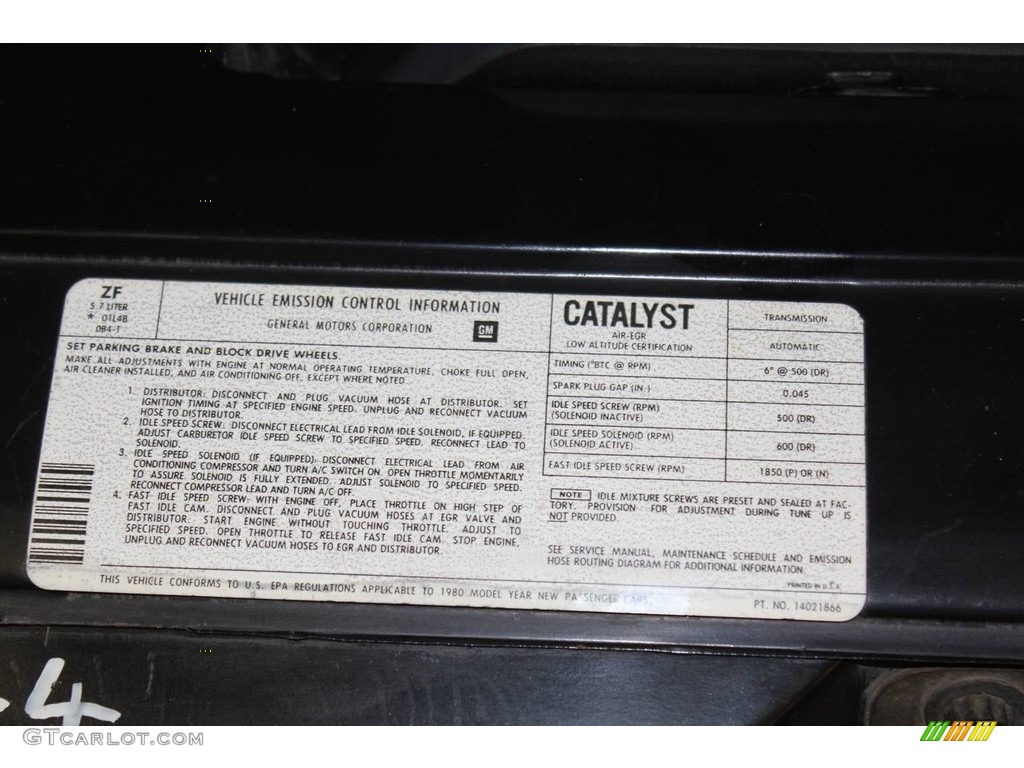 ZF
5.7 LITER
* 01L4B
0B4-1
VEHICLE EMISSION CONTROL INFORMATION
GENERAL MOTORS CORPORATION
GM
SET PARKING BRAKE AND BLOCK DRIVE WHEELS.
MAKE ALL ADJUSTMENTS WITH ENGINE AT NORMAL OPERATING TEMPERATURE, CHOKE FULL OPEN,
AIR CLEANER INSTALLED, AND AIR CONDITIONING OFF, EXCEPT WHERE NOTED.
1. DISTRIBUTOR: DISCONNECT AND PLUG VACUUM HOSE AT DISTRIBUTOR. SET
IGNITION TIMING AT SPECIFIED ENGINE SPEED. UNPLUG AND RECONNECT VACUUM
HOSE TO DISTRIBUTOR.
2. IDLE SPEED SCREW: DISCONNECT ELECTRICAL LEAD FROM IDLE SOLENOID, IF EQUIPPED.
ADJUST CARBURETOR IDLE SPEED SCREW TO SPECIFIED SPEED. RECONNECT LEAD TO
SOLENOID.
3. IDLE SPEED SOLENOID (IF EQUIPPED): DISCONNECT ELECTRICAL LEAD FROM AIR
CONDITIONING COMPRESSOR AND TURN A/C SWITCH ON. OPEN THROTTLE MOMENTARILY
TO ASSURE SOLENOID IS FULLY EXTENDED. ADJUST SOLENOID TO SPECIFIED SPEED.
RECONNECT COMPRESSOR LEAD AND TURN A/C OFF.
4. FAST IDLE SPEED SCREW: WITH ENGINE OFF, PLACE THROTTLE ON HIGH STEP OF
FAST IDLE CAM. DISCONNECT AND PLUG VACUUM HOSES AT EGR VALVE AND
DISTRIBUTOR. START ENGINE WITHOUT TOUCHING THROTTLE. ADJUST TO
SPECIFIED SPEED. OPEN THROTTLE TO RELEASE FAST IDLE CAM. STOP ENGINE,
UNPLUG AND RECONNECT VACUUM HOSES TO EGR AND DISTRIBUTOR.
THIS VEHICLE CONFORMS TO U.S. EPA REGULATIONS APPLICABLE TO 1980 MODEL YEAR NEW PASSENGER CARS.
CATALYST
AIR-EGR
LOW ALTITUDE CERTIFICATION
TRANSMISSION
AUTOMATIC
TIMING (°BTC @ RPM) 6° @ 500 (DR)
SPARK PLUG GAP (IN.) 0.045
IDLE SPEED SCREW (RPM)
(SOLENOID INACTIVE) 500 (DR)
IDLE SPEED SOLENOID (RPM)
(SOLENOID ACTIVE) 600 (DR)
FAST IDLE SPEED SCREW (RPM) 1850 (P) OR (N)
NOTE IDLE MIXTURE SCREWS ARE PRESET AND SEALED AT FAC-
TORY. PROVISION FOR ADJUSTMENT DURING TUNE UP IS
NOT PROVIDED.
SEE SERVICE MANUAL, MAINTENANCE SCHEDULE AND EMISSION
HOSE ROUTING DIAGRAM FOR ADDITIONAL INFORMATION.
PRINTED IN U.S.A.
PT. NO. 14021866
4
GTcarlot.com